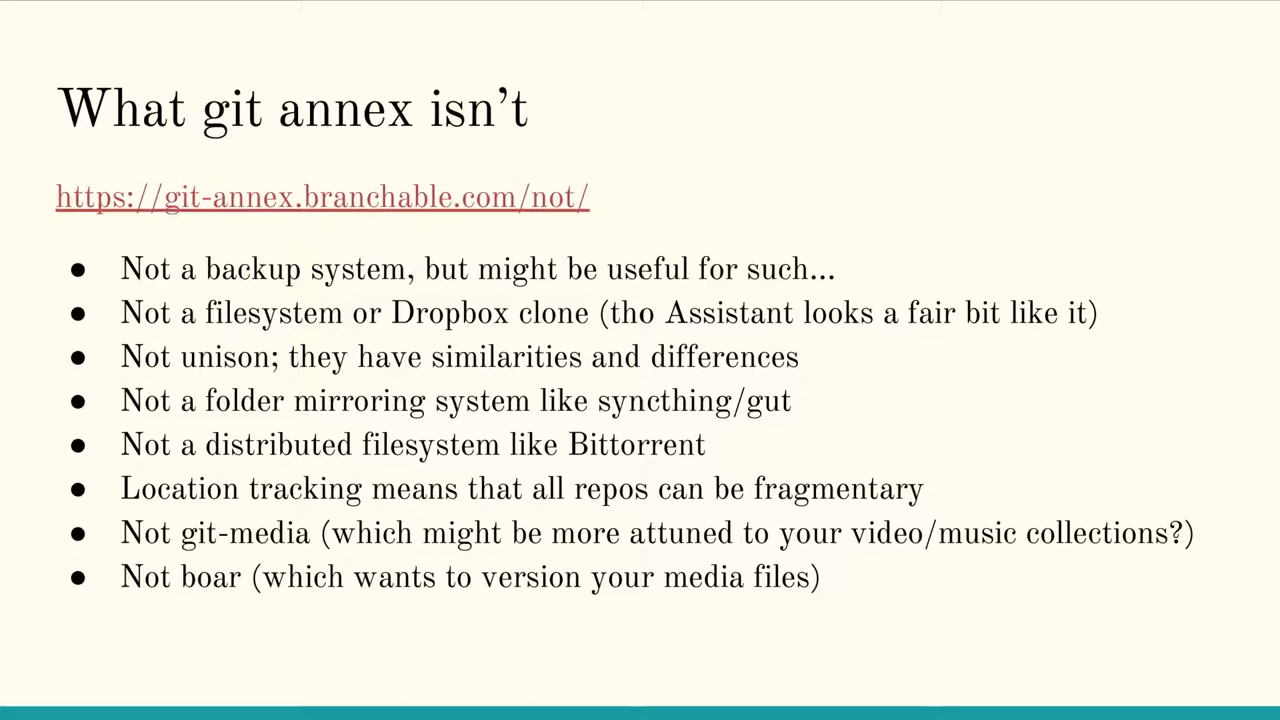 What git annex isn’t
https://git-annex.branchable.com/not/
● Not a backup system, but might be useful for such...
● Not a filesystem or Dropbox clone (tho Assistant looks a fair bit like it)
● Not unison; they have similarities and differences
● Not a folder mirroring system like syncthing/gut
● Not a distributed filesystem like Bittorrent
● Location tracking means that all repos can be fragmentary
● Not git-media (which might be more attuned to your video/music collections?)
● Not boar (which wants to version your media files)